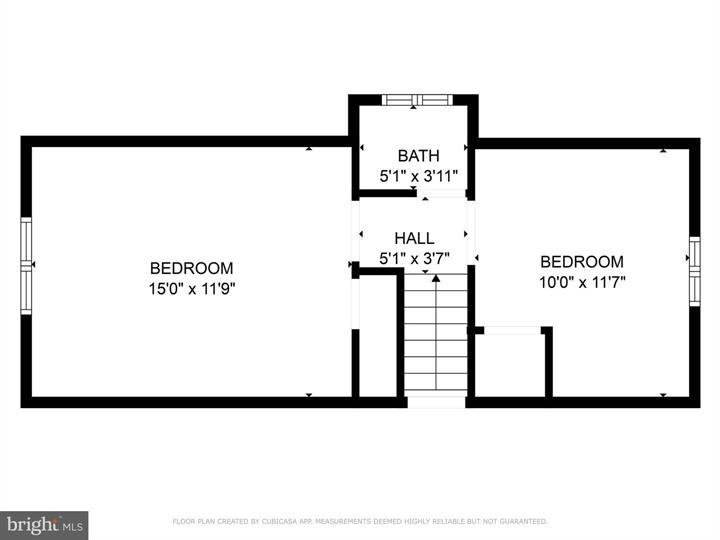 BATH
5'1" x 3'11"
HALL
5'1" x 3'7"
BEDROOM
15'0" x 11'9"
BEDROOM
10'0" x 11'7"
bright MLS
FLOOR PLAN CREATED BY CUBICASA APP. MEASUREMENTS DEEMED HIGHLY RELIABLE BUT NOT GUARANTEED.